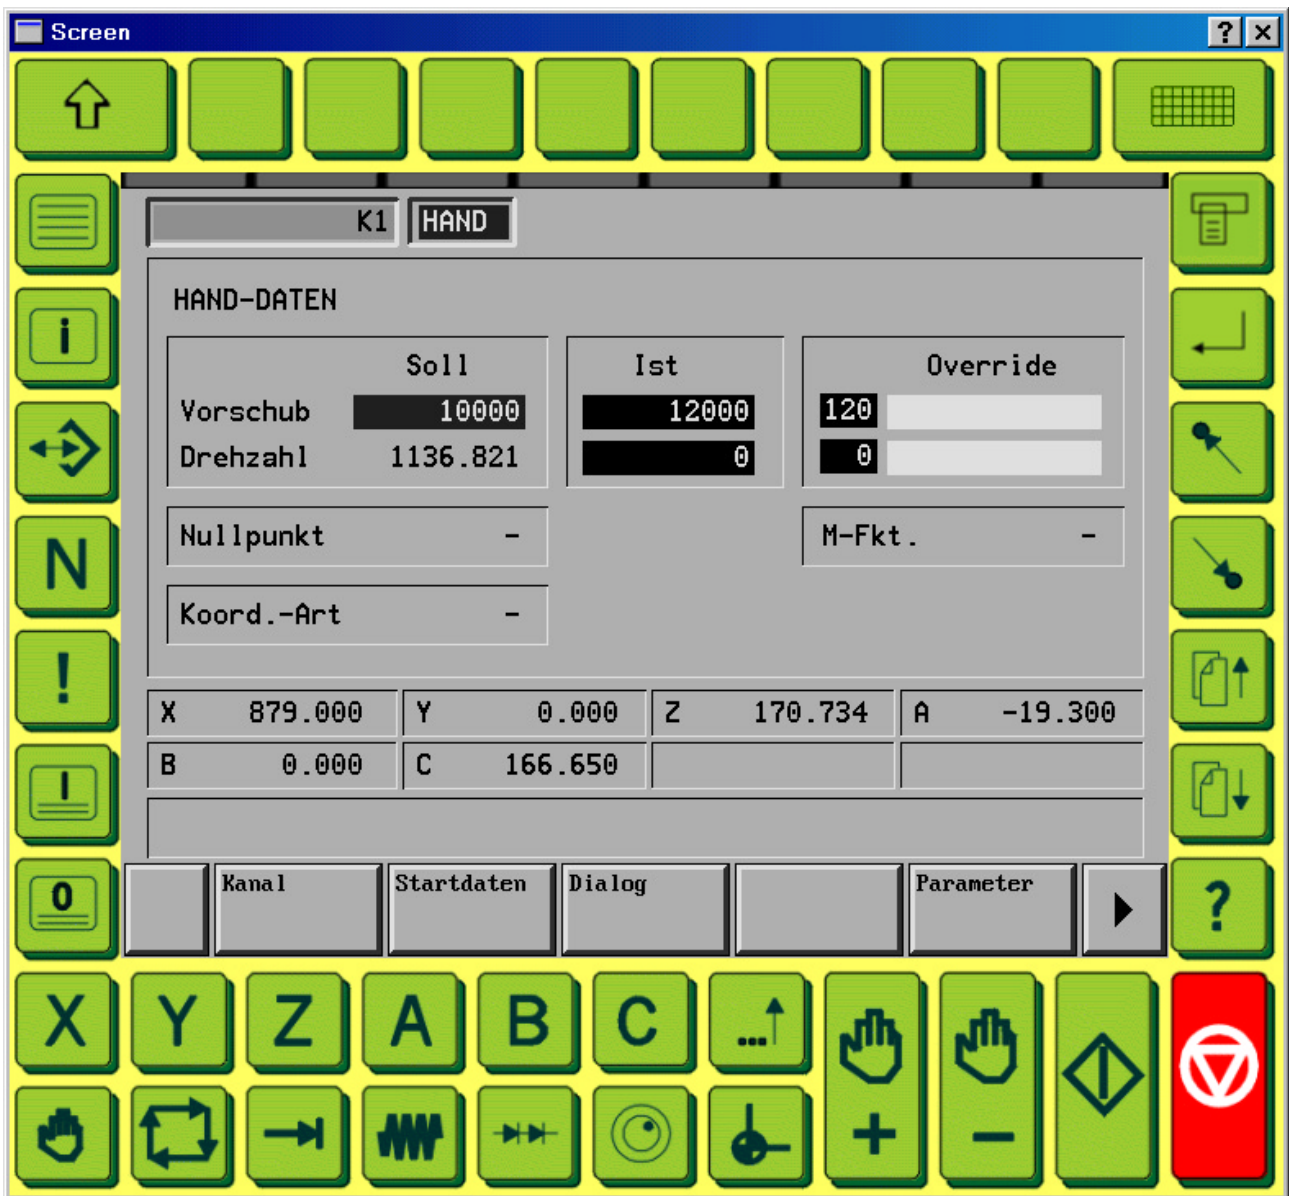 Screen ? ×
K1 HAND
i
HAND-DATEN
Soll Ist Override
Vorschub 10000 12000 120
Drehzahl 1136.821 0 0
Nullpunkt - M-Fkt. -
N
Koord.-Art -
!
X 879.000 Y 0.000 Z 170.734 A -19.300
B 0.000 C 166.650
I
Kanal Startdaten Dialog Parameter
0 ?
X Y Z A B C ...
+ -